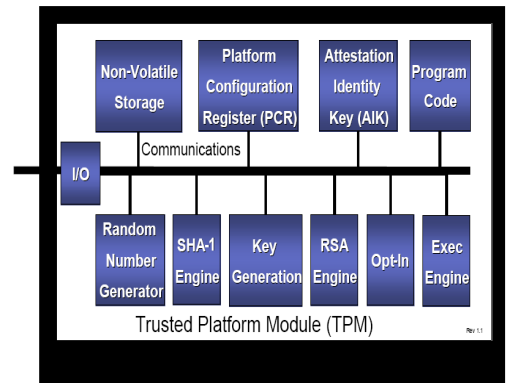 Non-Volatile
Storage
Platform
Configuration
Register (PCR)
Attestation
Identity
Key (AIK)
Program
Code
Communications
I/O
Random
Number
Generator
SHA-1
Engine
Key
Generation
RSA
Engine
Opt-In
Exec
Engine
Trusted Platform Module (TPM)
Rev 1.1